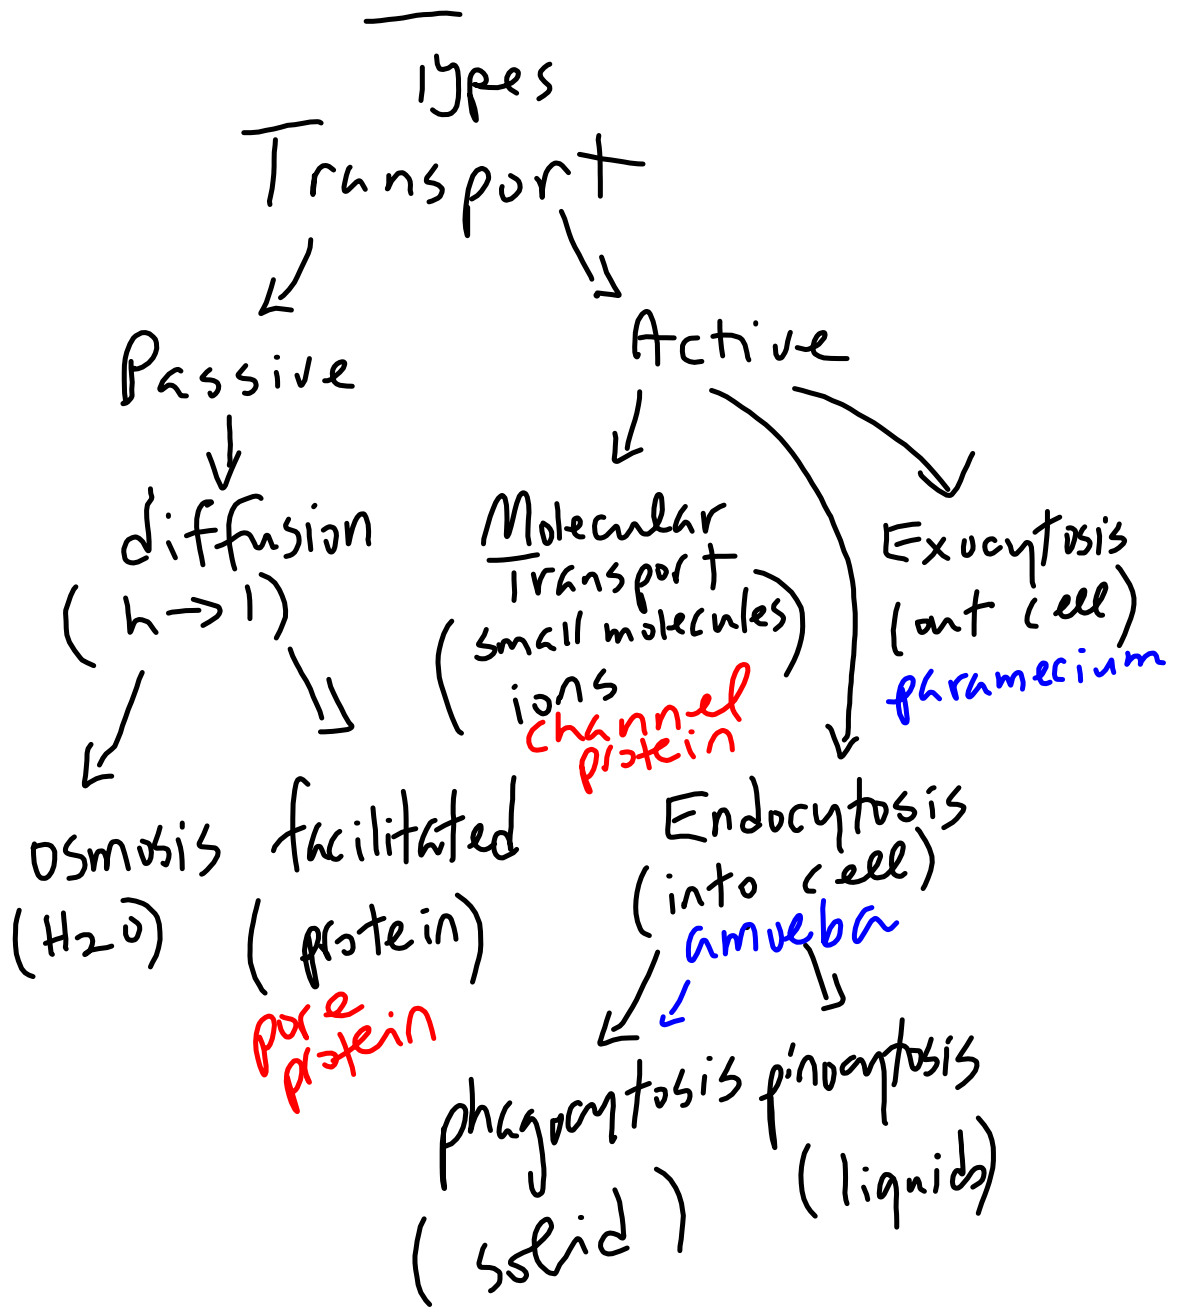 Types
Transport
Passive
Active
diffusion
(h→l)
Molecular
Transport
(small molecules
ions)
channel
protein
Exocytosis
(out cell)
paramecium
osmosis
(H2O)
facilitated
(protein)
pore
protein
Endocytosis
(into cell)
amoeba
phagocytosis
(solid)
pinocytosis
(liquids)